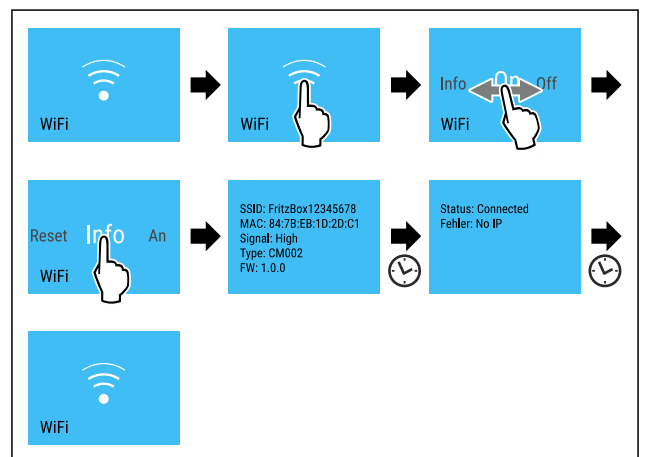 WiFi
WiFi
Info On Off
WiFi
Reset Info An
WiFi
SSID: FritzBox12345678
MAC: 84:7B:EB:1D:2D:C1
Signal: High
Type: CM002
FW: 1.0.0
Status: Connected
Fehler: No IP
WiFi